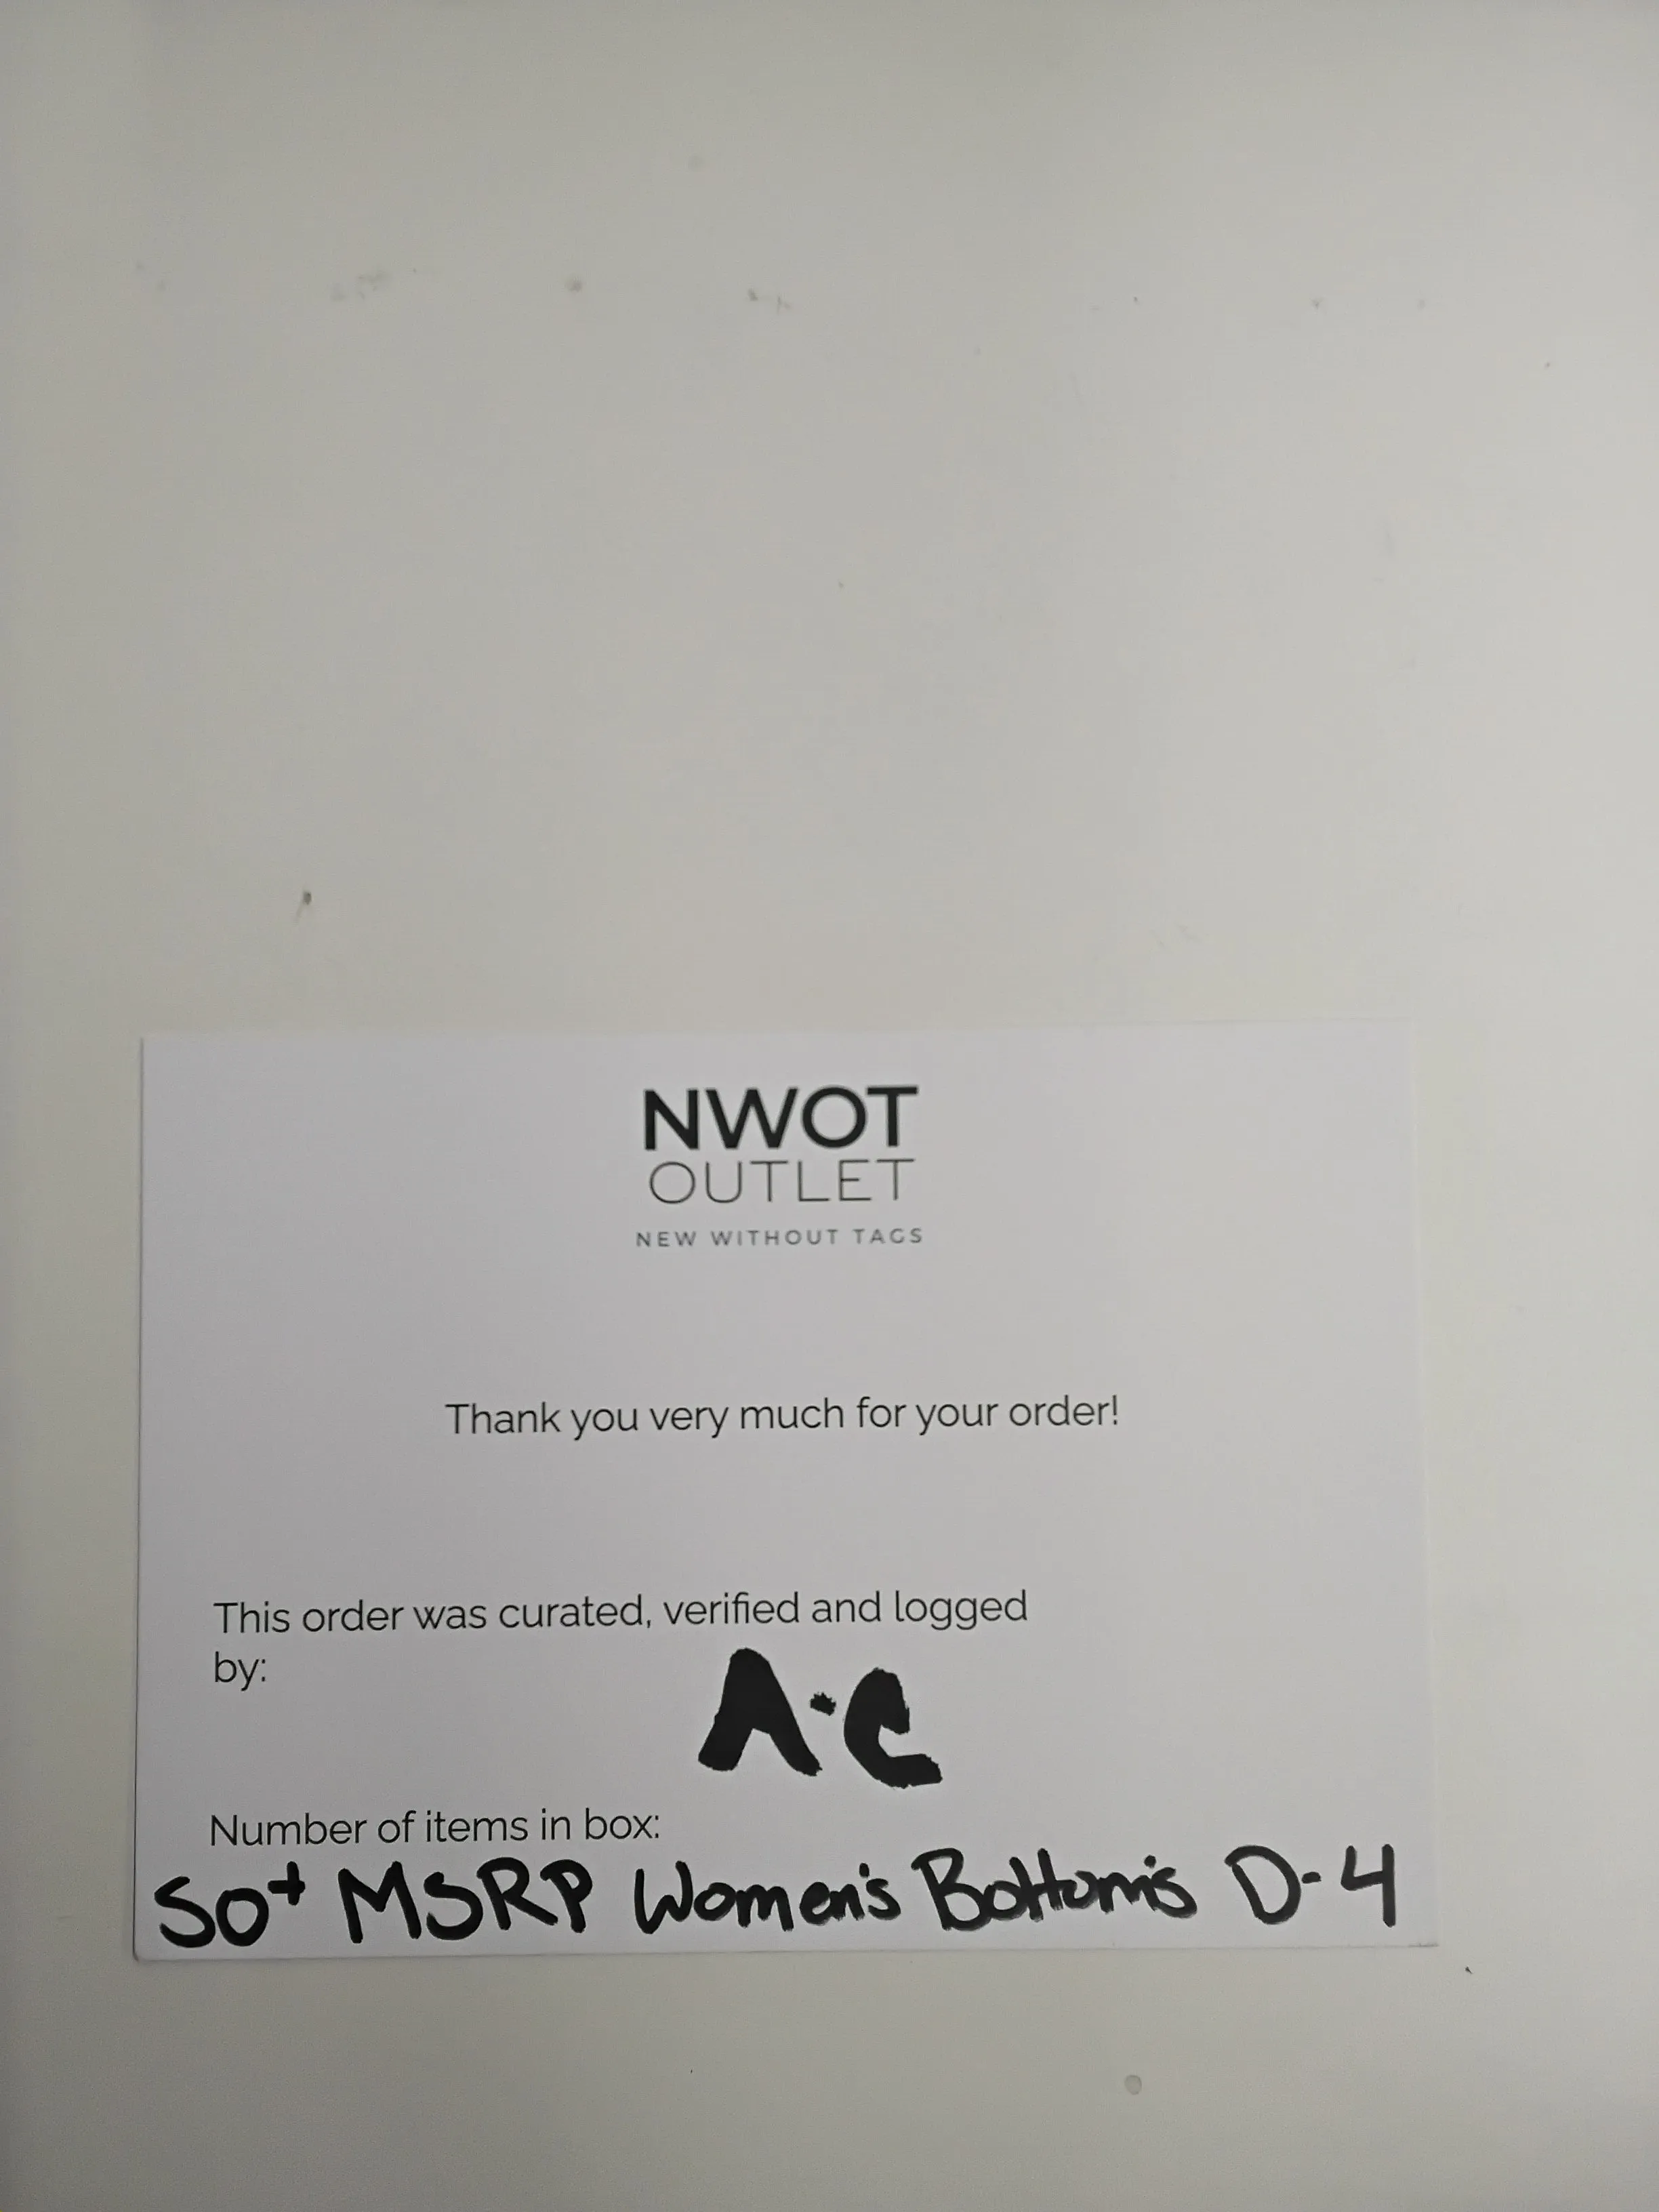 NWOT
OUTLET
NEW WITHOUT TAGS
Thank you very much for your order!
This order was curated, verified and logged
by:
A·C
Number of items in box:
50+ MSRP Women's Bottom's D-4